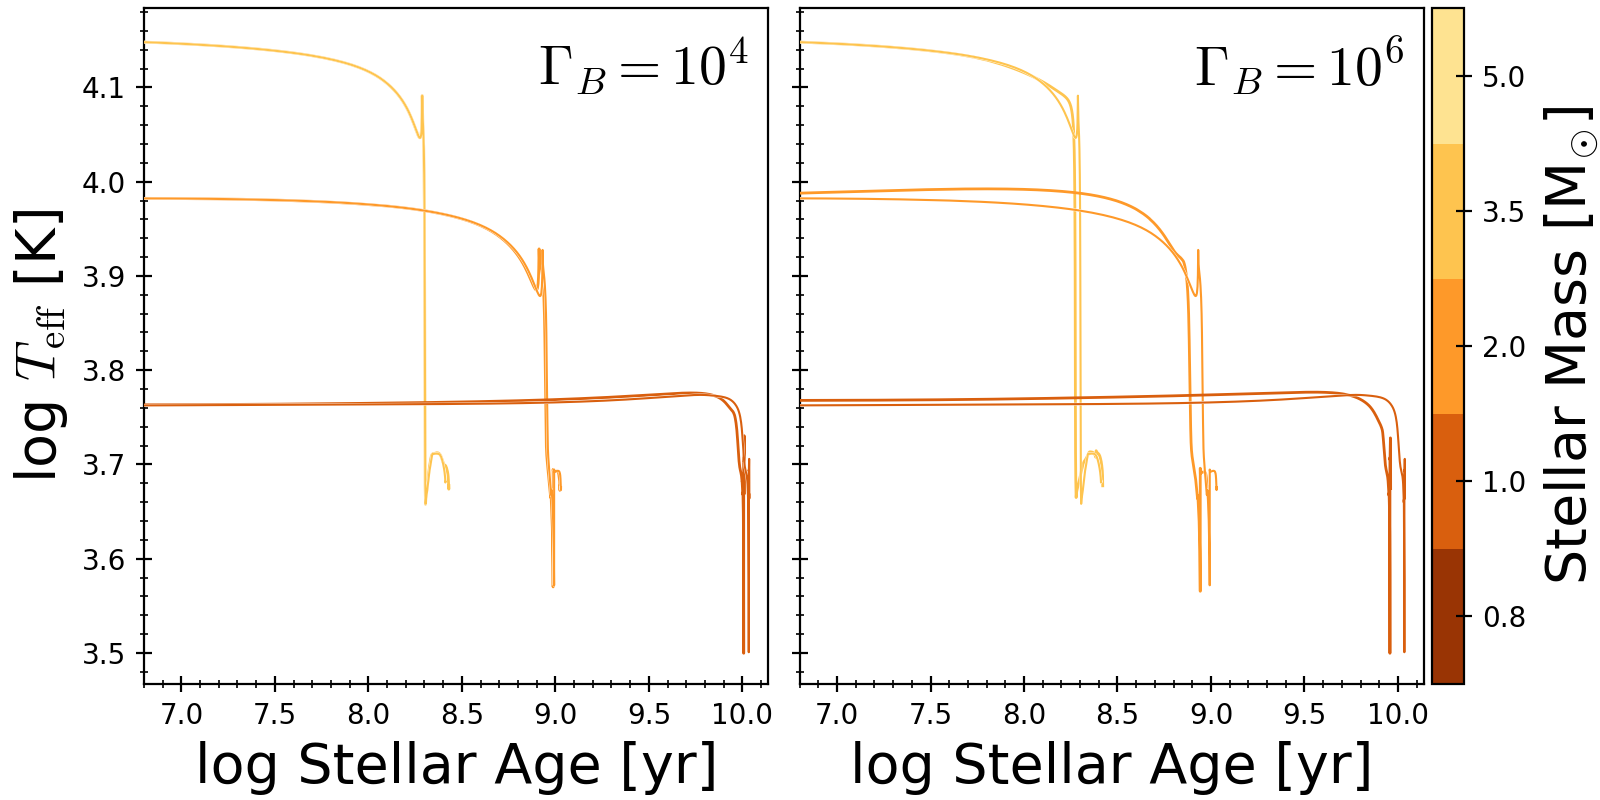 Γ_B = 10^4
Γ_B = 10^6
log T_eff [K]
4.1
4.0
3.9
3.8
3.7
3.6
3.5
7.0 7.5 8.0 8.5 9.0 9.5 10.0
log Stellar Age [yr]
7.0 7.5 8.0 8.5 9.0 9.5 10.0
log Stellar Age [yr]
5.0
3.5
2.0
1.0
0.8
Stellar Mass [M_⊙]